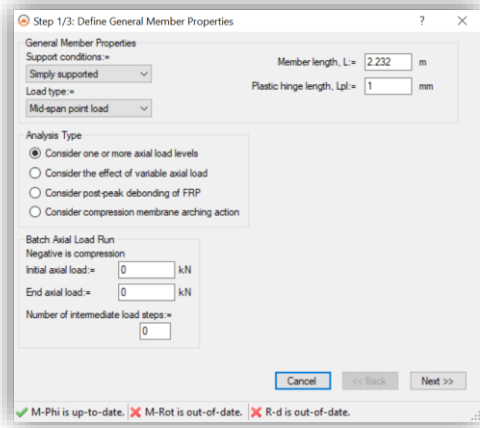 Step 1/3: Define General Member Properties
?
General Member Properties
Support conditions:=
Simply supported
Load type:=
Mid-span point load
Member length, L:= 2.232 m
Plastic hinge length, Lpl:= 1 mm
Analysis Type
Consider one or more axial load levels
Consider the effect of variable axial load
Consider post-peak debonding of FRP
Consider compression membrane arching action
Batch Axial Load Run
Negative is compression
Initial axial load:= 0 kN
End axial load:= 0 kN
Number of intermediate load steps:=
0
Cancel << Back Next >>
M-Phi is up-to-date. M-Rot is out-of-date. R-d is out-of-date.